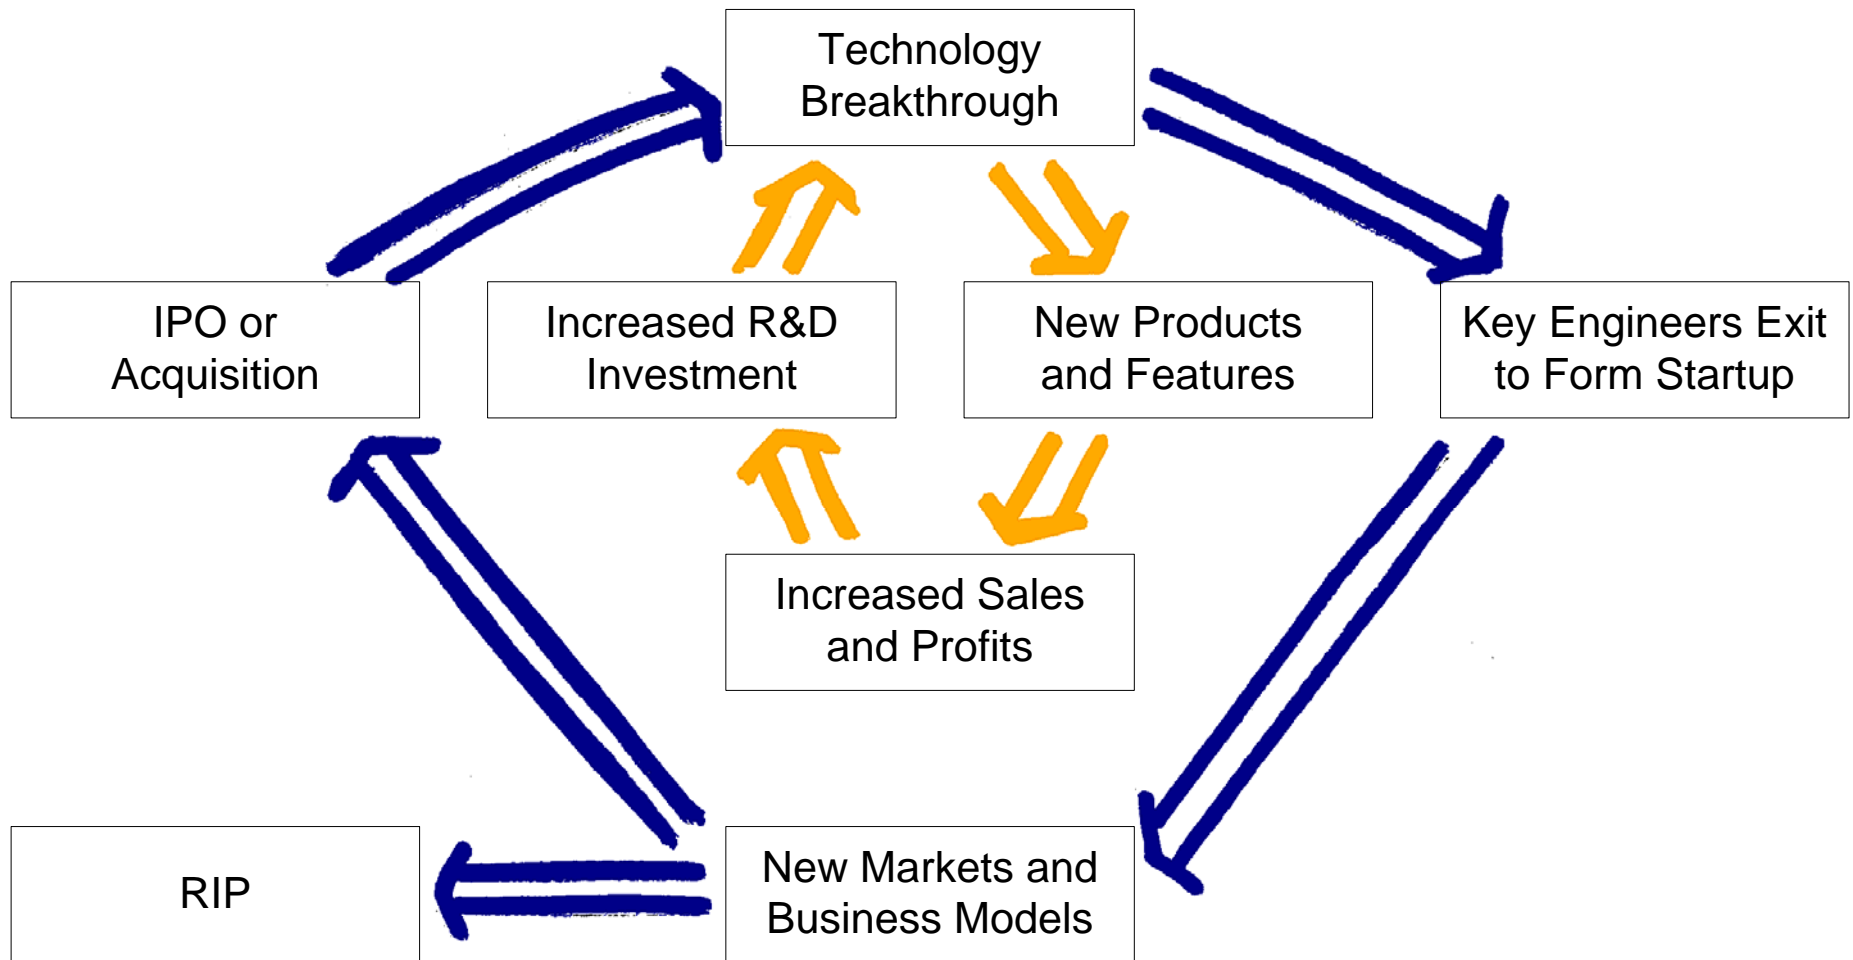 Technology
Breakthrough
IPO or
Acquisition
Increased R&D
Investment
New Products
and Features
Key Engineers Exit
to Form Startup
Increased Sales
and Profits
RIP
New Markets and
Business Models